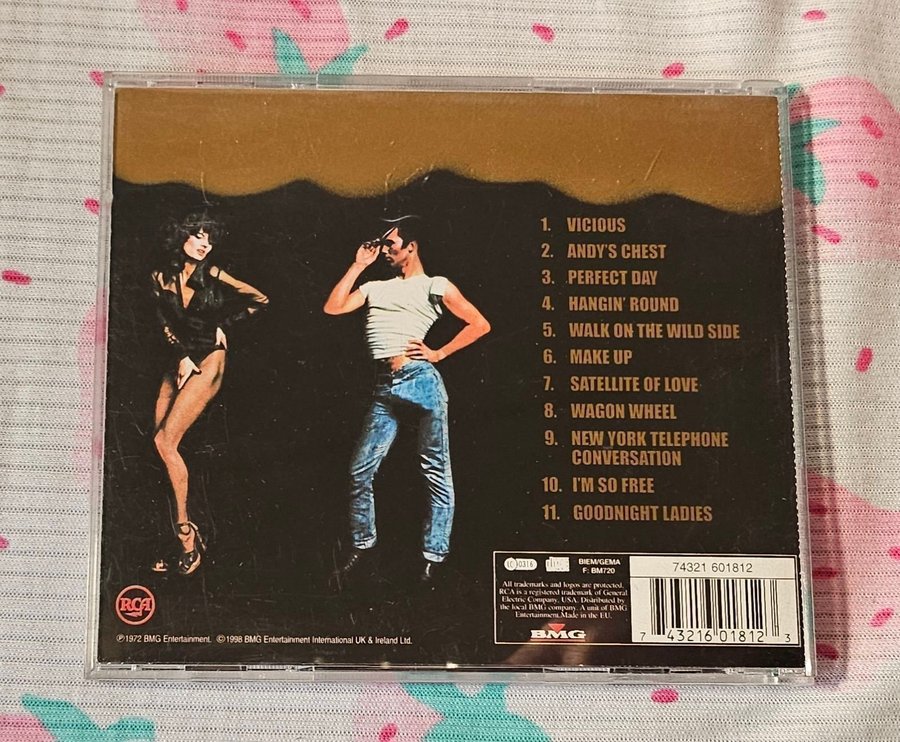 1. VICIOUS
2. ANDY'S CHEST
3. PERFECT DAY
4. HANGIN' ROUND
5. WALK ON THE WILD SIDE
6. MAKE UP
7. SATELLITE OF LOVE
8. WAGON WHEEL
9. NEW YORK TELEPHONE
CONVERSATION
10. I'M SO FREE
11. GOODNIGHT LADIES
RCA
℗1972 BMG Entertainment. ©1998 BMG Entertainment International UK & Ireland Ltd.
LC 0316
BIEM/GEMA
F: BM720
All trademarks and logos are protected.
RCA is a registered trademark of General
Electric Company, USA. Distributed by
the local BMG company. A unit of BMG
Entertainment.Made in the EU.
BMG
74321 601812
7 43216 01812 3